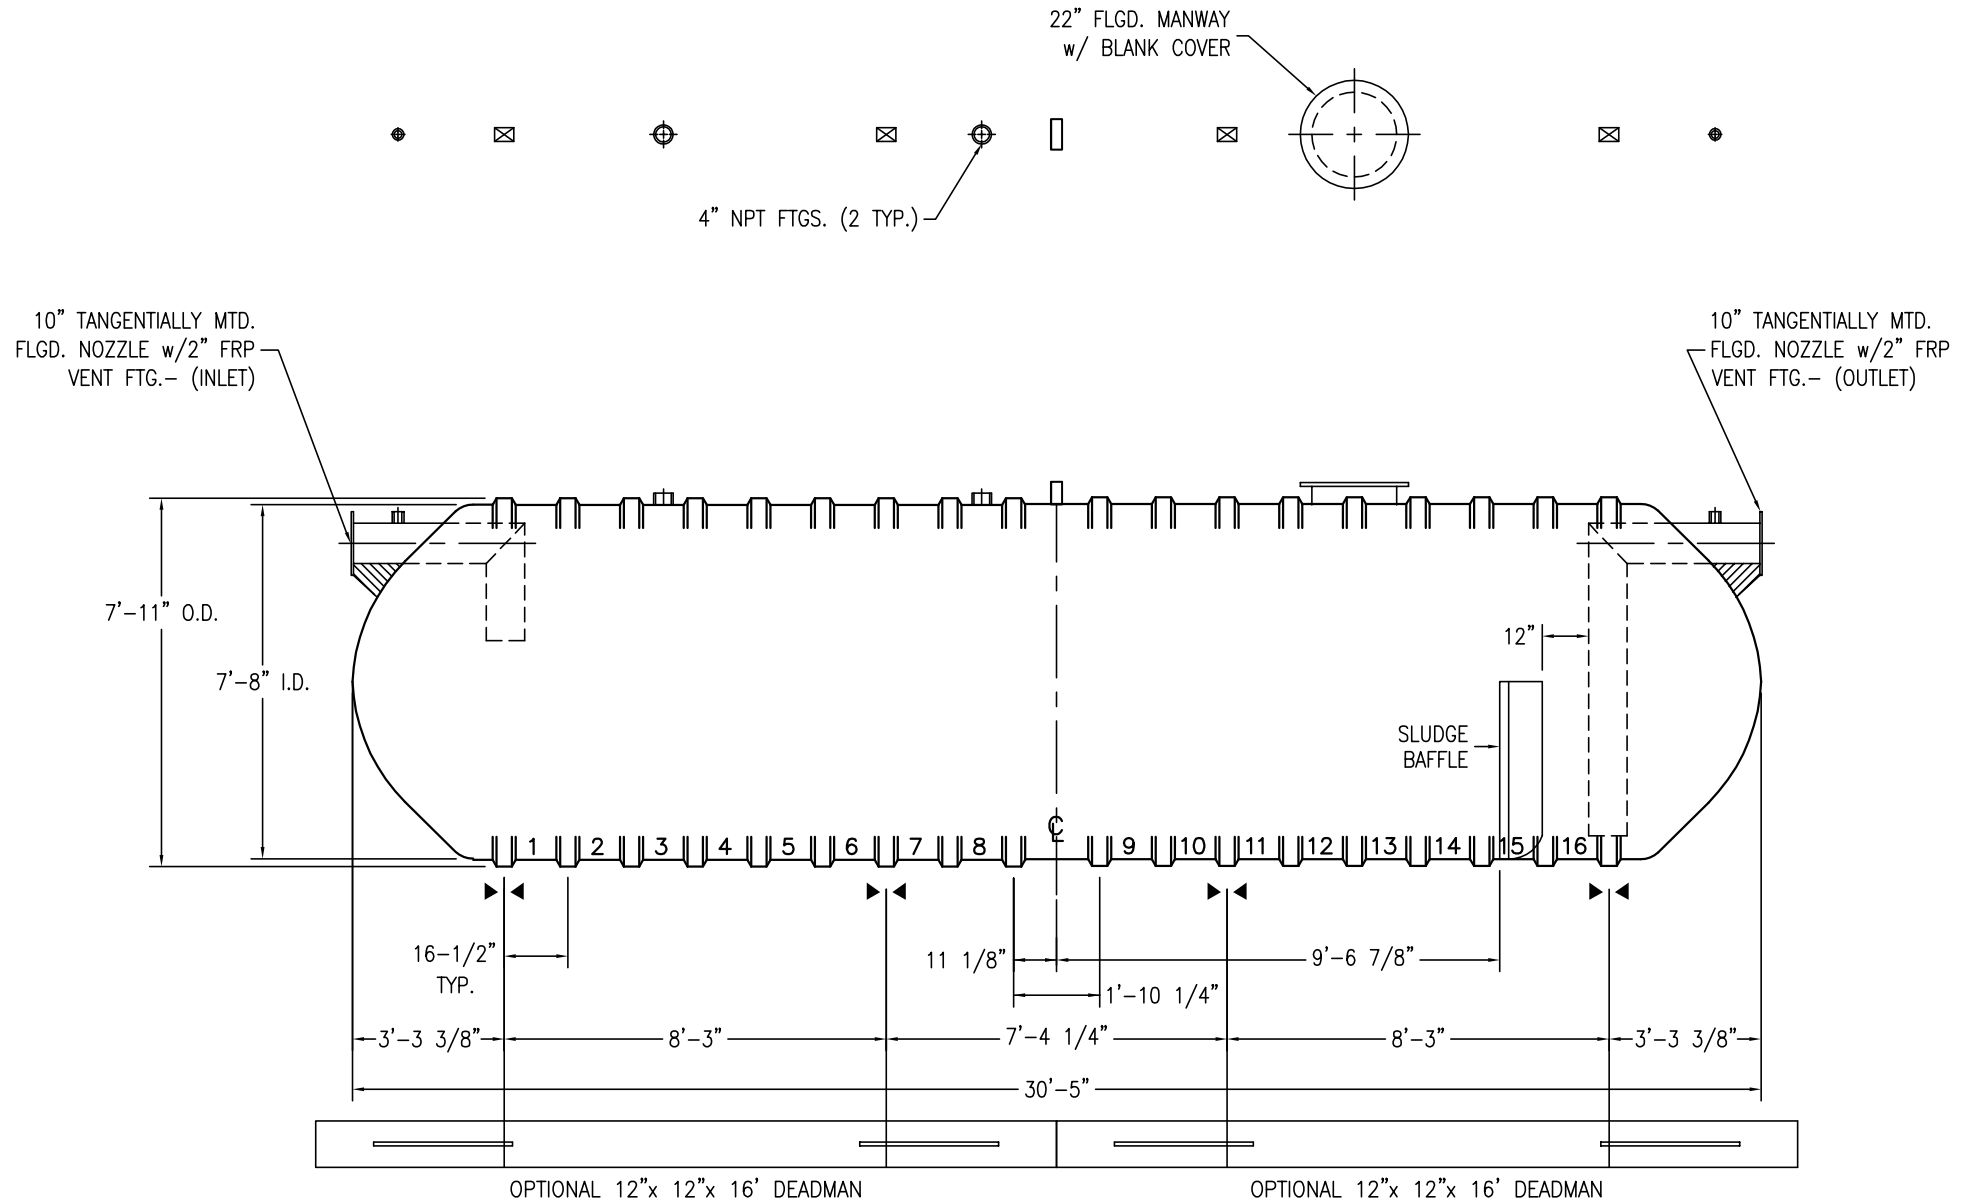 22” FLGD. MANWAY
w/ BLANK COVER
4” NPT FTGS. (2 TYP.)
10” TANGENTIALLY MTD.
FLGD. NOZZLE w/2” FRP
VENT FTG.– (INLET)
10” TANGENTIALLY MTD.
FLGD. NOZZLE w/2” FRP
VENT FTG.– (OUTLET)
7’–11” O.D.
7’–8” I.D.
12”
SLUDGE
BAFFLE
CL
1 2 3 4 5 6 7 8 9 10 11 12 13 14 15 16
16–1/2”
TYP.
11 1/8”
9’–6 7/8”
1’–10 1/4”
3’–3 3/8”
8’–3”
7’–4 1/4”
8’–3”
3’–3 3/8”
30’–5”
OPTIONAL 12”x 12”x 16’ DEADMAN
OPTIONAL 12”x 12”x 16’ DEADMAN